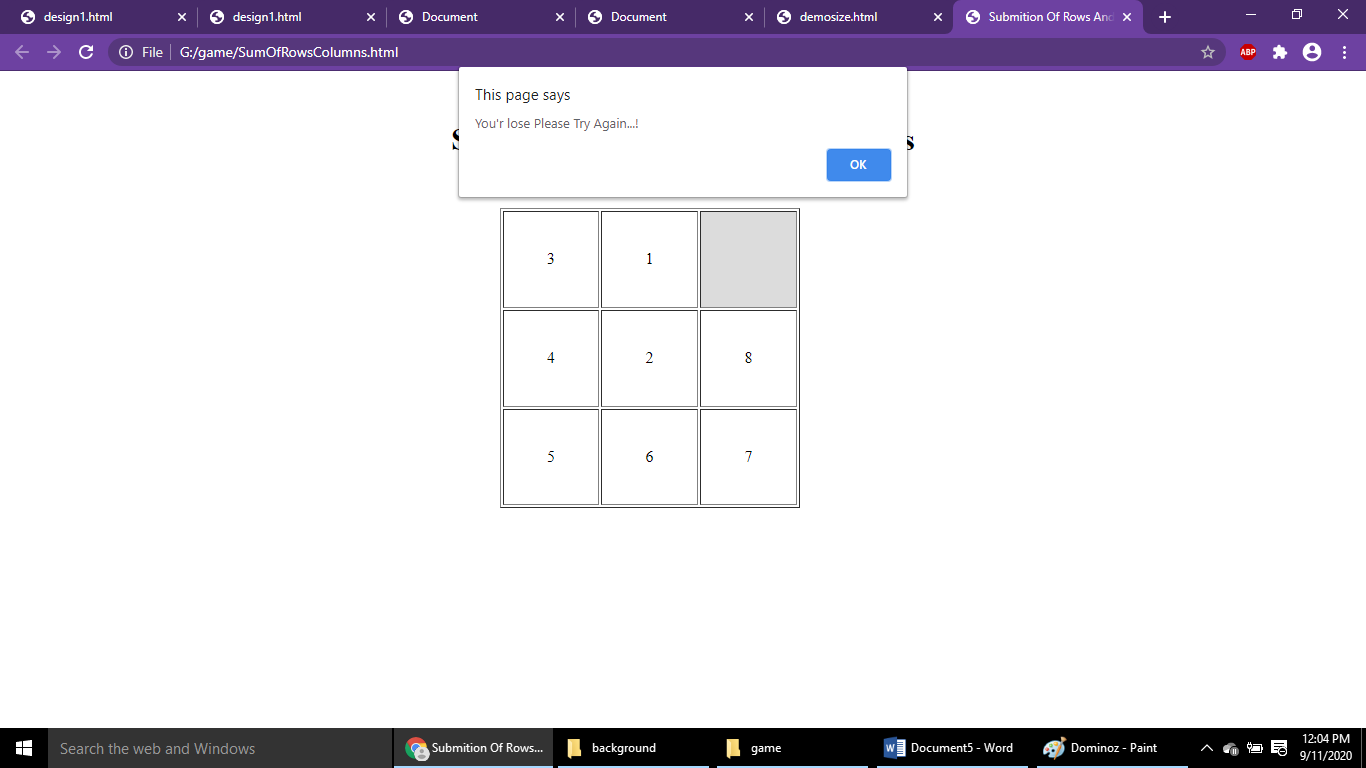 design1.html
design1.html
Document
Document
demosize.html
Submition Of Rows And
File
G:/game/SumOfRowsColumns.html
ABP
This page says
You'r lose Please Try Again...!
OK
3 1
4 2 8
5 6 7
Search the web and Windows
Submition Of Rows...
background
game
Document5 - Word
Dominoz - Paint
12:04 PM
9/11/2020